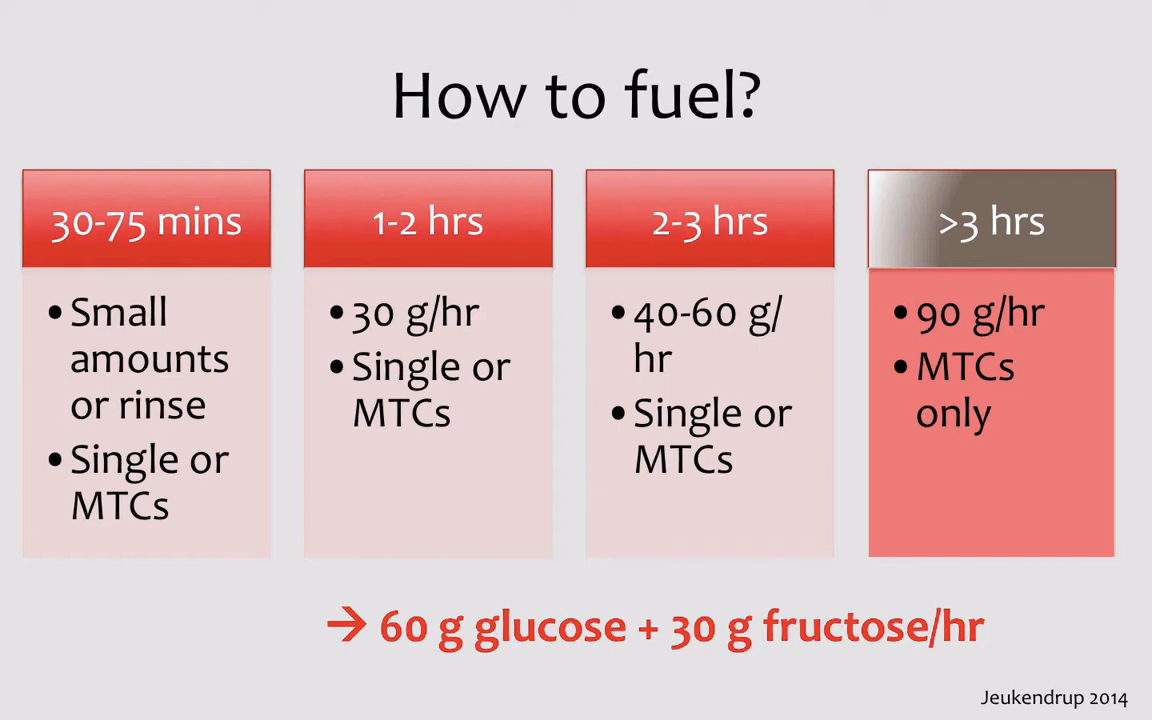 How to fuel?
30-75 mins
• Small
amounts
or rinse
• Single or
MTCs
1-2 hrs
• 30 g/hr
• Single or
MTCs
2-3 hrs
• 40-60 g/
hr
• Single or
MTCs
>3 hrs
• 90 g/hr
• MTCs
only
→ 60 g glucose + 30 g fructose/hr
Jeukendrup 2014